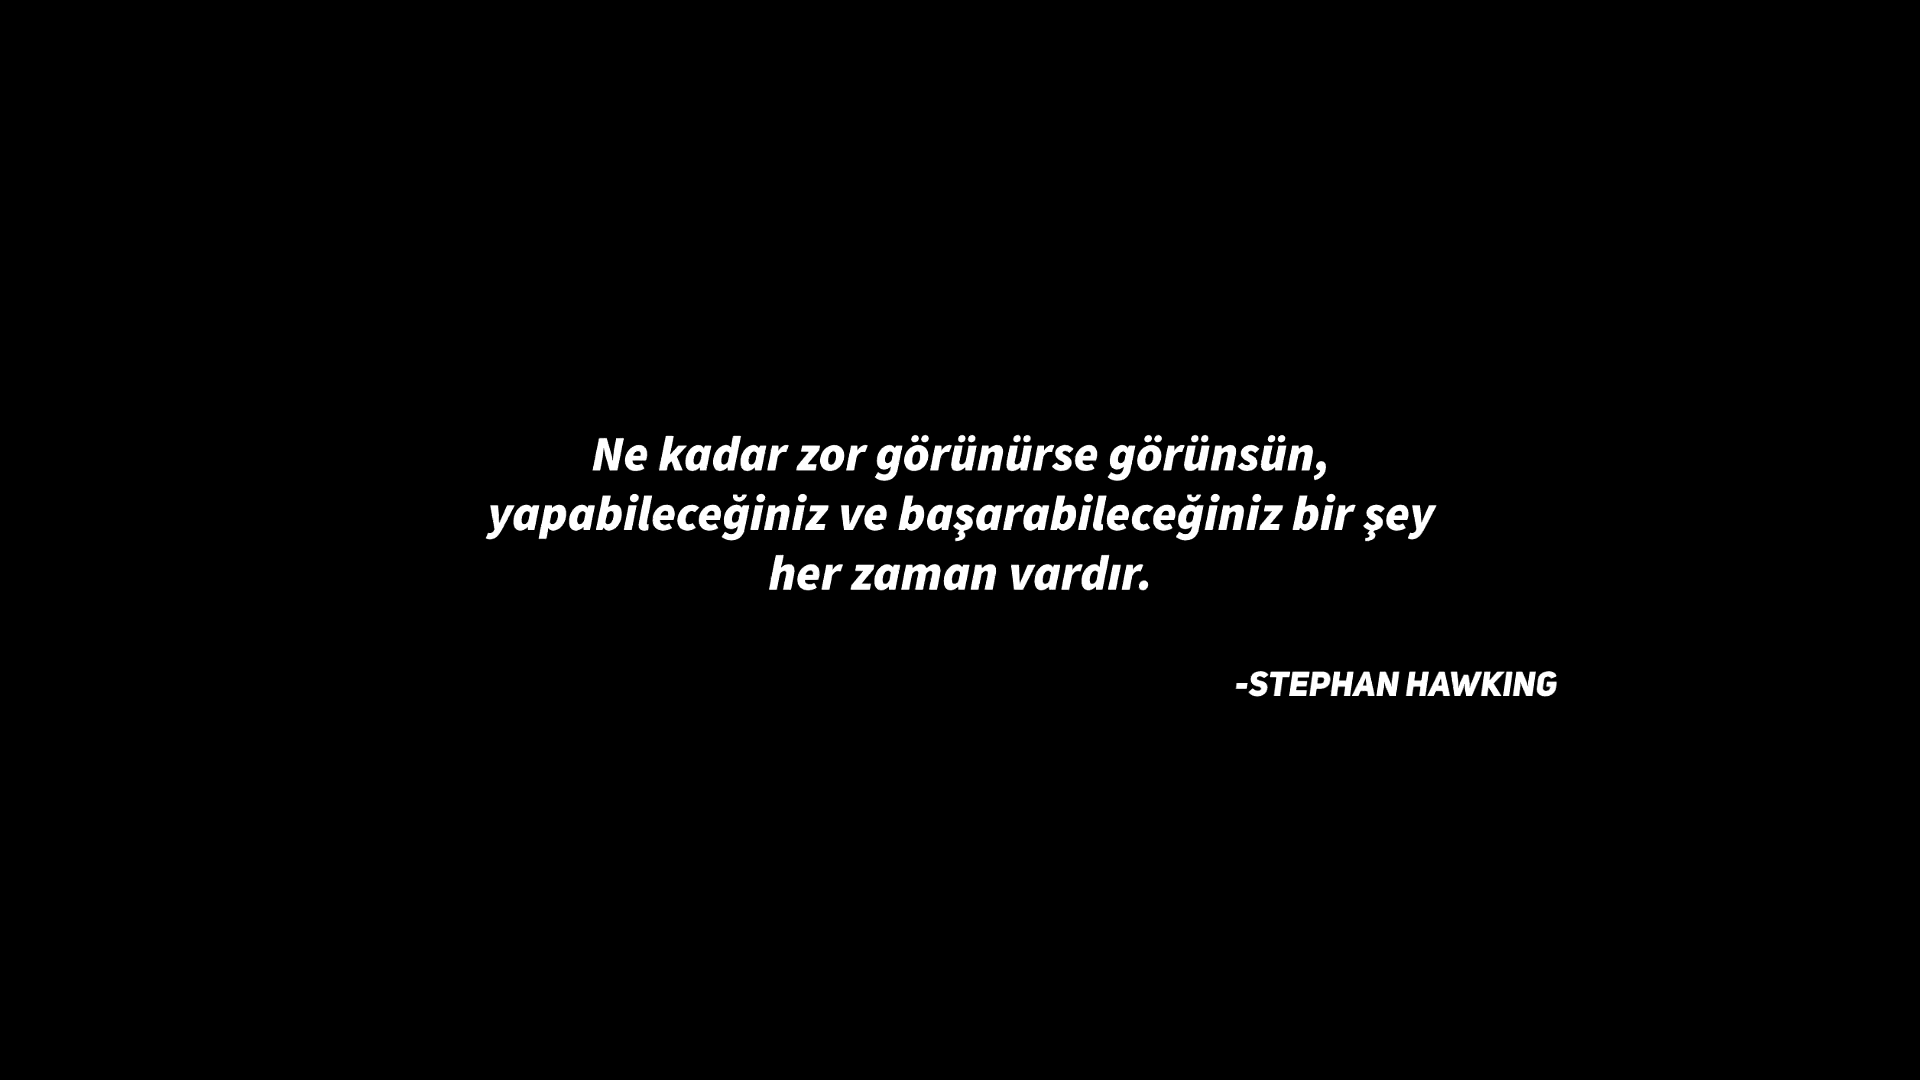 Ne kadar zor görünürse görünsün,
yapabileceğiniz ve başarabileceğiniz bir şey
her zaman vardır.
-STEPHAN HAWKING